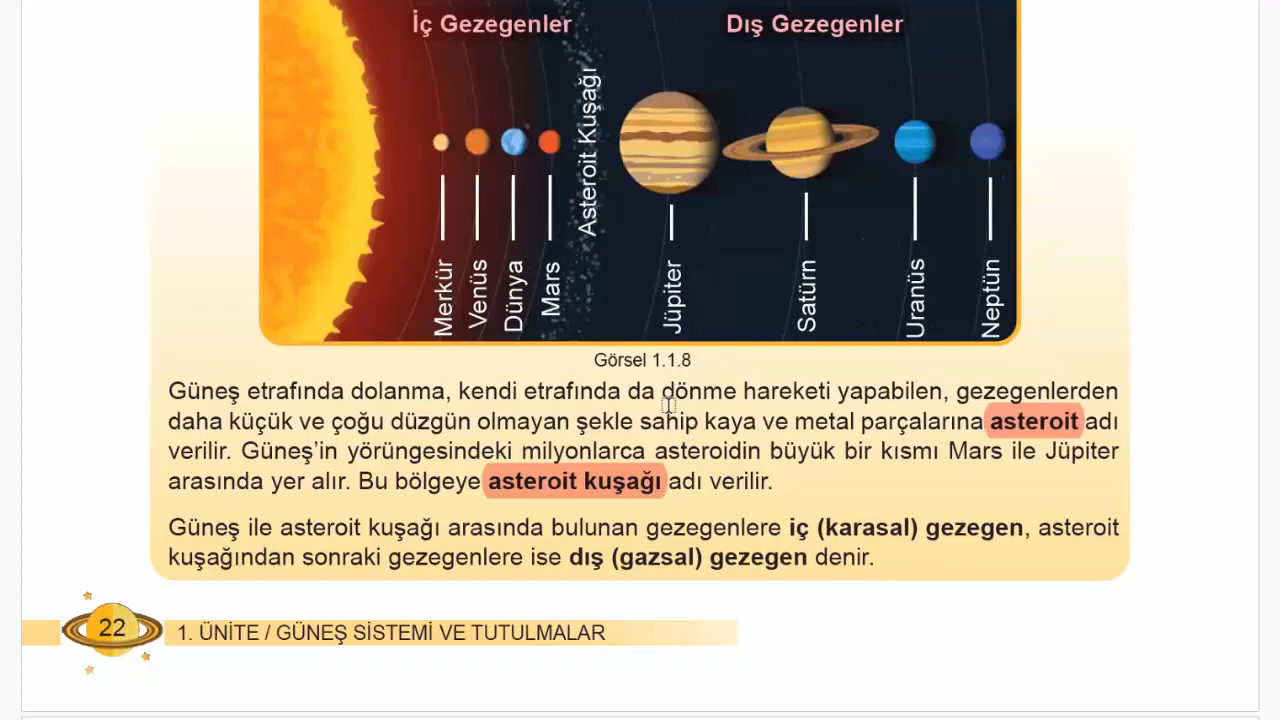 İç Gezegenler
Dış Gezegenler
Merkür
Venüs
Dünya
Mars
Asteroit Kuşağı
Jüpiter
Satürn
Uranüs
Neptün
Görsel 1.1.8
Güneş etrafında dolanma, kendi etrafında da dönme hareketi yapabilen, gezegenlerden
daha küçük ve çoğu düzgün olmayan şekle sahip kaya ve metal parçalarına asteroit adı
verilir. Güneş’in yörüngesindeki milyonlarca asteroidin büyük bir kısmı Mars ile Jüpiter
arasında yer alır. Bu bölgeye asteroit kuşağı adı verilir.
Güneş ile asteroit kuşağı arasında bulunan gezegenlere iç (karasal) gezegen, asteroit
kuşağından sonraki gezegenlere ise dış (gazsal) gezegen denir.
22
1. ÜNİTE / GÜNEŞ SİSTEMİ VE TUTULMALAR